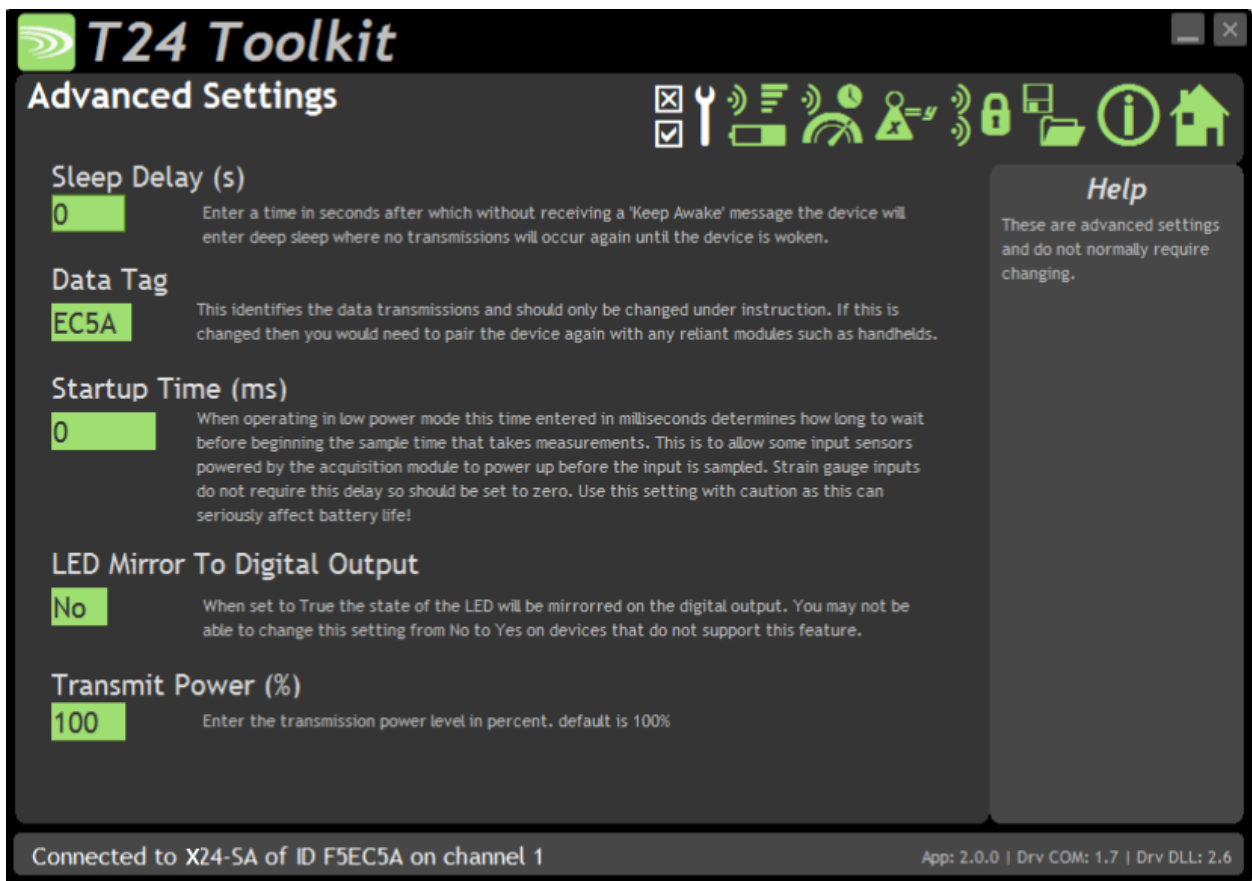 T24 Toolkit
Advanced Settings
x=y
Sleep Delay (s)
0
Enter a time in seconds after which without receiving a 'Keep Awake' message the device will
enter deep sleep where no transmissions will occur again until the device is woken.
Data Tag
EC5A
This identifies the data transmissions and should only be changed under instruction. If this is
changed then you would need to pair the device again with any reliant modules such as handhelds.
Startup Time (ms)
0
When operating in low power mode this time entered in milliseconds determines how long to wait
before beginning the sample time that takes measurements. This is to allow some input sensors
powered by the acquisition module to power up before the input is sampled. Strain gauge inputs
do not require this delay so should be set to zero. Use this setting with caution as this can
seriously affect battery life!
LED Mirror To Digital Output
No
When set to True the state of the LED will be mirrorred on the digital output. You may not be
able to change this setting from No to Yes on devices that do not support this feature.
Transmit Power (%)
100
Enter the transmission power level in percent. default is 100%
Help
These are advanced settings
and do not normally require
changing.
Connected to X24-SA of ID F5EC5A on channel 1
App: 2.0.0 | Drv COM: 1.7 | Drv DLL: 2.6